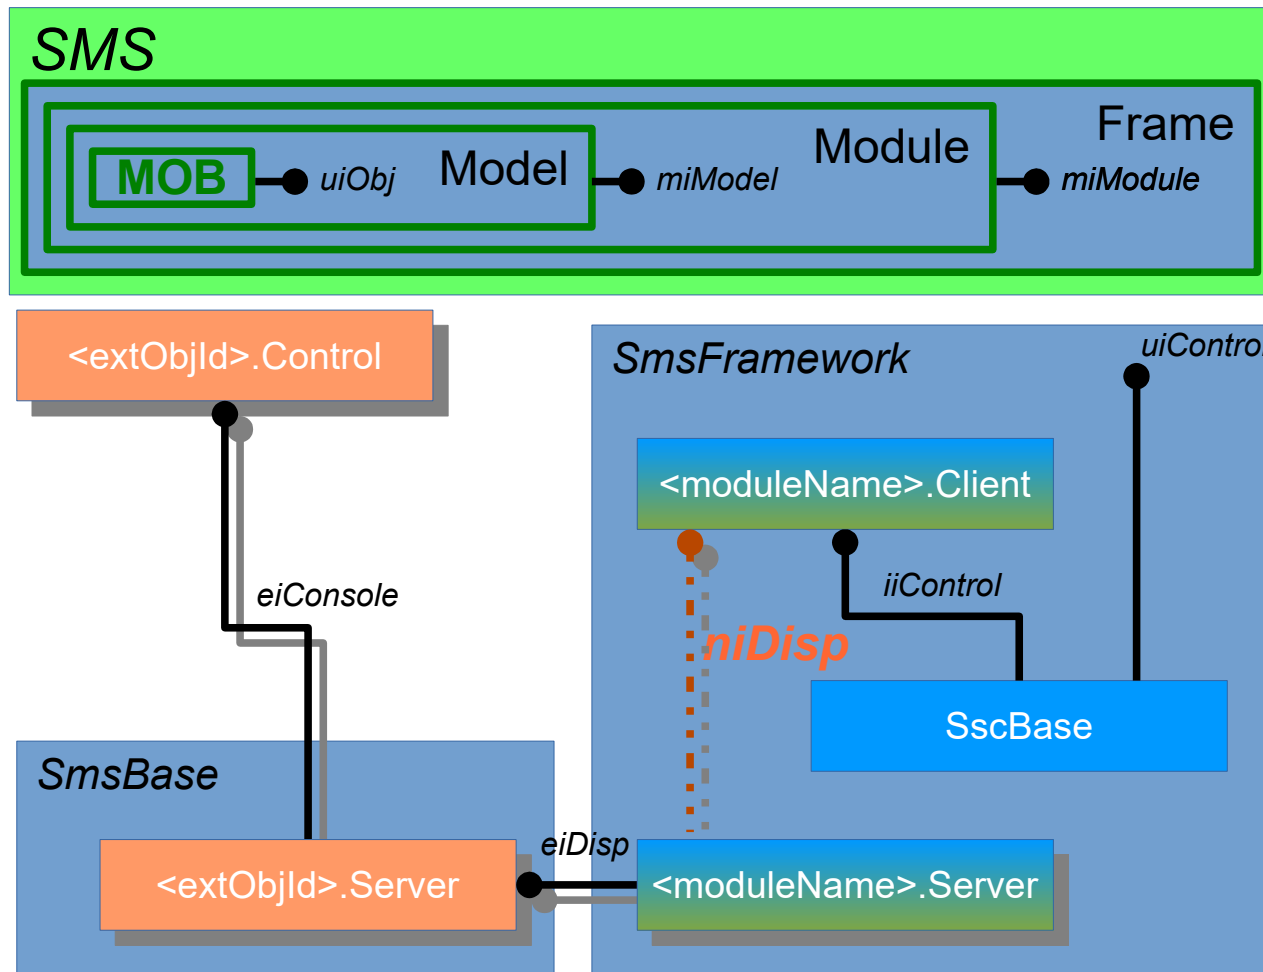 SMS
Frame
Module
Model
MOB
uiObj
miModel
miModule
<extObjId>.Control
SmsFramework
uiControl
<moduleName>.Client
eiConsole
iiControl
niDisp
SscBase
SmsBase
eiDisp
<extObjId>.Server
<moduleName>.Server